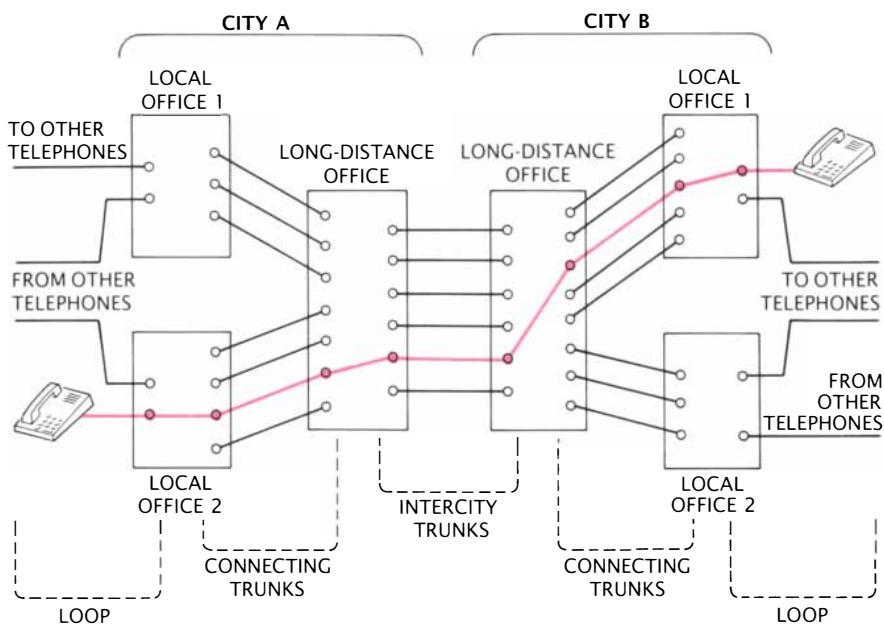 CITY A
CITY B
LOCAL
OFFICE 1
LOCAL
OFFICE 1
TO OTHER
TELEPHONES
LONG-DISTANCE
OFFICE
LONG-DISTANCE
OFFICE
FROM OTHER
TELEPHONES
TO OTHER
TELEPHONES
FROM
OTHER
TELEPHONES
LOCAL
OFFICE 2
LOCAL
OFFICE 2
INTERCITY
TRUNKS
CONNECTING
TRUNKS
CONNECTING
TRUNKS
LOOP
LOOP